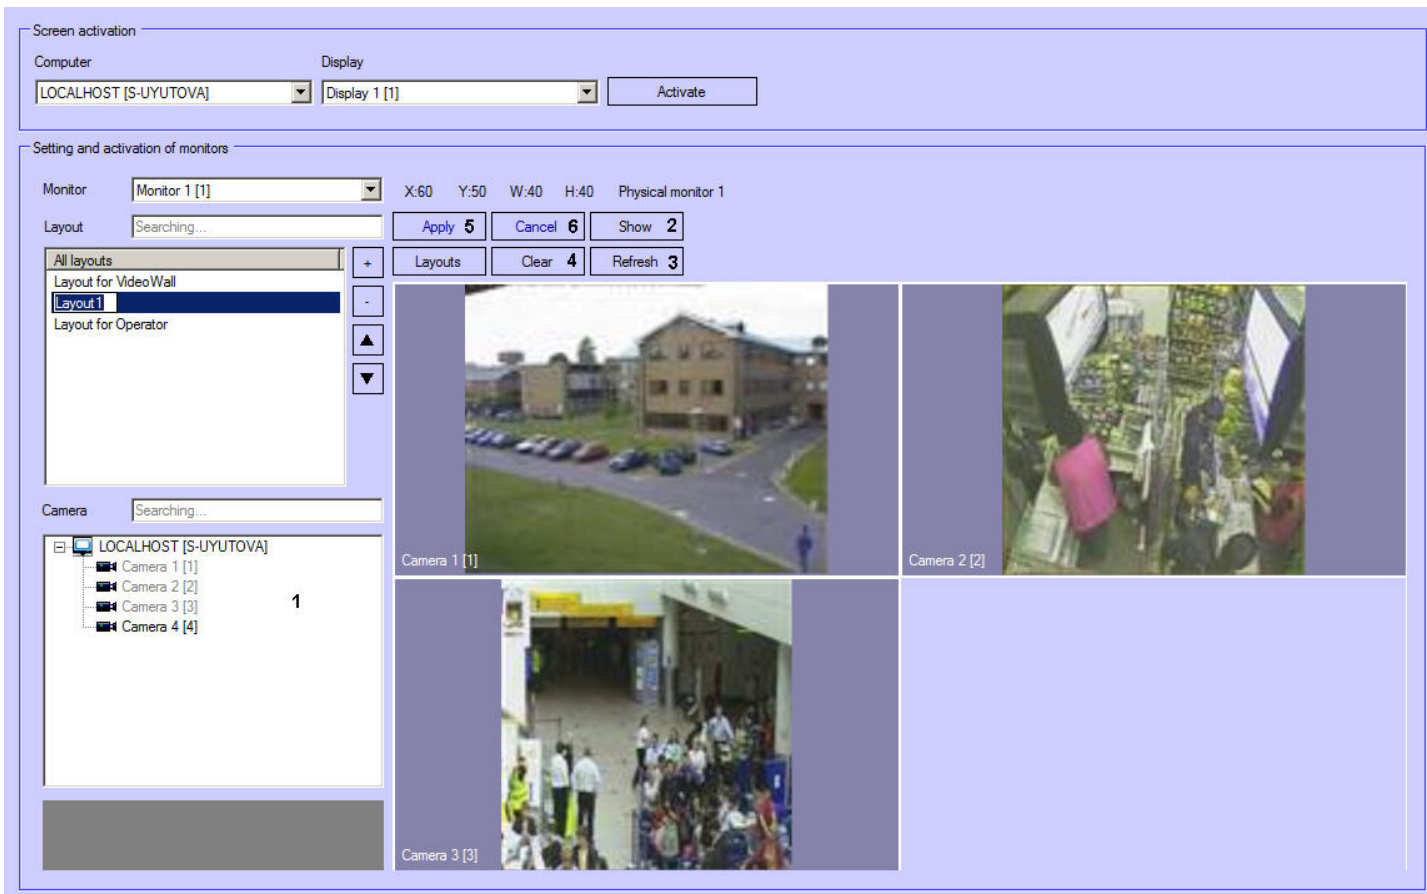 Screen activation
Computer Display
LOCALHOST [S-UYUTOVA] Display 1 [1] Activate
Setting and activation of monitors
Monitor Monitor 1 [1] X:60 Y:50 W:40 H:40 Physical monitor 1
Layout Searching... Apply 5 Cancel 6 Show 2
All layouts + Layouts Clear 4 Refresh 3
Layout for VideoWall
Layout1 -
Layout for Operator
Camera Searching...
LOCALHOST [S-UYUTOVA]
Camera 1 [1] Camera 1 [1] Camera 2 [2]
Camera 2 [2]
Camera 3 [3] 1
Camera 4 [4]
Camera 3 [3]